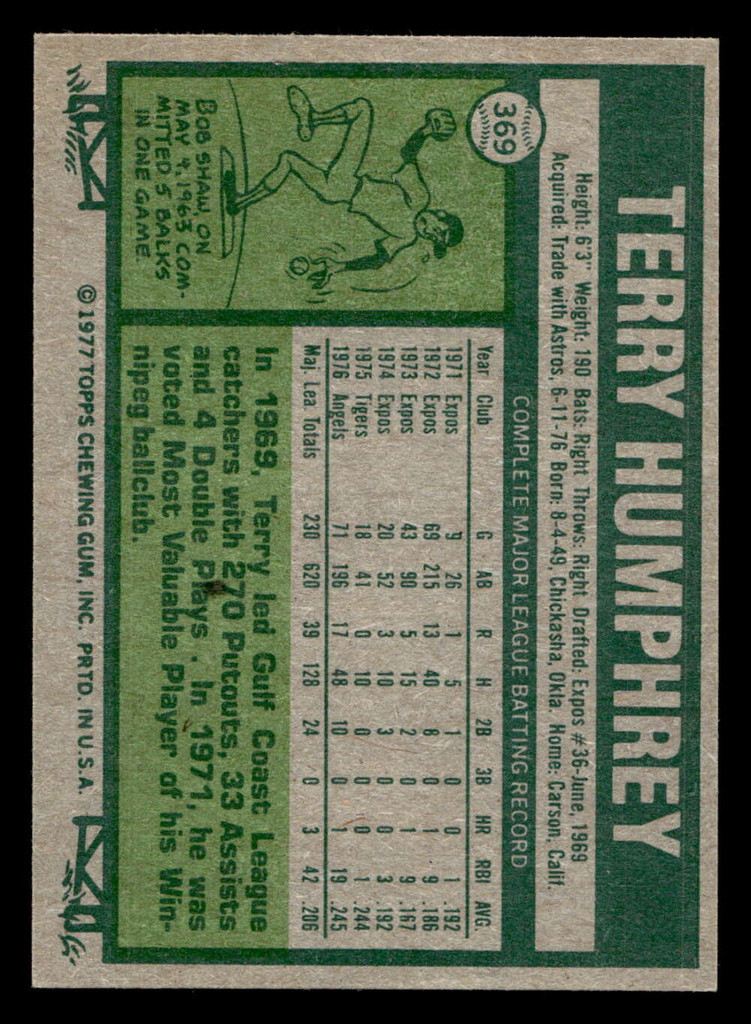 369
TERRY HUMPHREY
Height: 6'3" Weight: 190 Bats: Right Throws: Right Drafted: Expos #36-June, 1969
Acquired: Trade with Astros, 6-11-76 Born: 8-4-49, Chickasha, Okla. Home: Carson, Calif.
COMPLETE MAJOR LEAGUE BATTING RECORD
Year Club G AB R H 2B 3B HR RBI AVG.
1971 Expos 9 26 1 5 1 0 0 1 .192
1972 Expos 69 215 13 40 8 0 1 9 .186
1973 Expos 43 90 5 15 2 0 1 9 .167
1974 Expos 20 52 3 10 3 0 0 3 .192
1975 Tigers 18 41 0 10 0 0 0 1 .244
1976 Angels 71 196 17 48 10 0 1 19 .245
Maj. Lea Totals 230 620 39 128 24 0 3 42 .206
In 1969, Terry led Gulf Coast League
catchers with 270 Putouts, 33 Assists
and 4 Double Plays. In 1971, he was
voted Most Valuable Player of his Win-
nipeg ballclub.
BOB SHAW ON
MAY 4, 1963 COM-
MITTED 5 BALKS
IN ONE GAME.
© 1977 TOPPS CHEWING GUM, INC. PRTD. IN U.S.A.